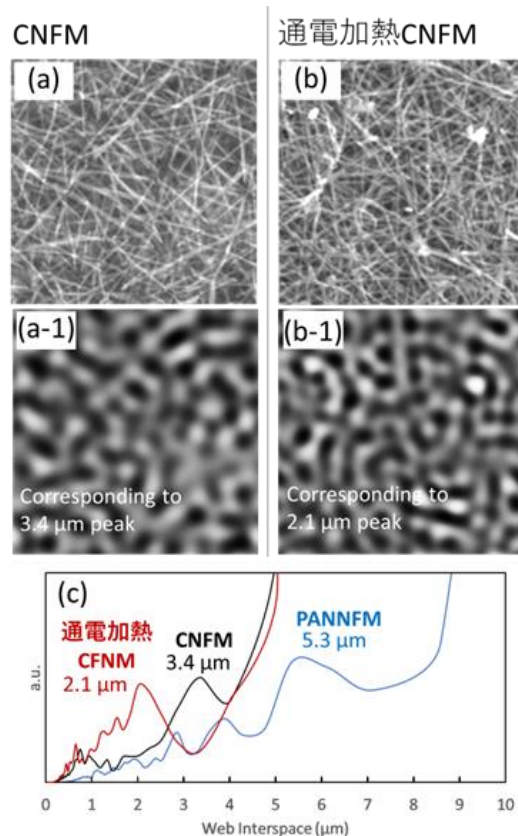 CNFM
通電加熱CNFM
(a)
(b)
(a-1)
(b-1)
Corresponding to
3.4 μm peak
Corresponding to
2.1 μm peak
(c)
通電加熱
CFNM
2.1 μm
CNFM
3.4 μm
PANNFM
5.3 μm
a.u.
0 1 2 3 4 5 6 7 8 9 10
Web Interspace (μm)